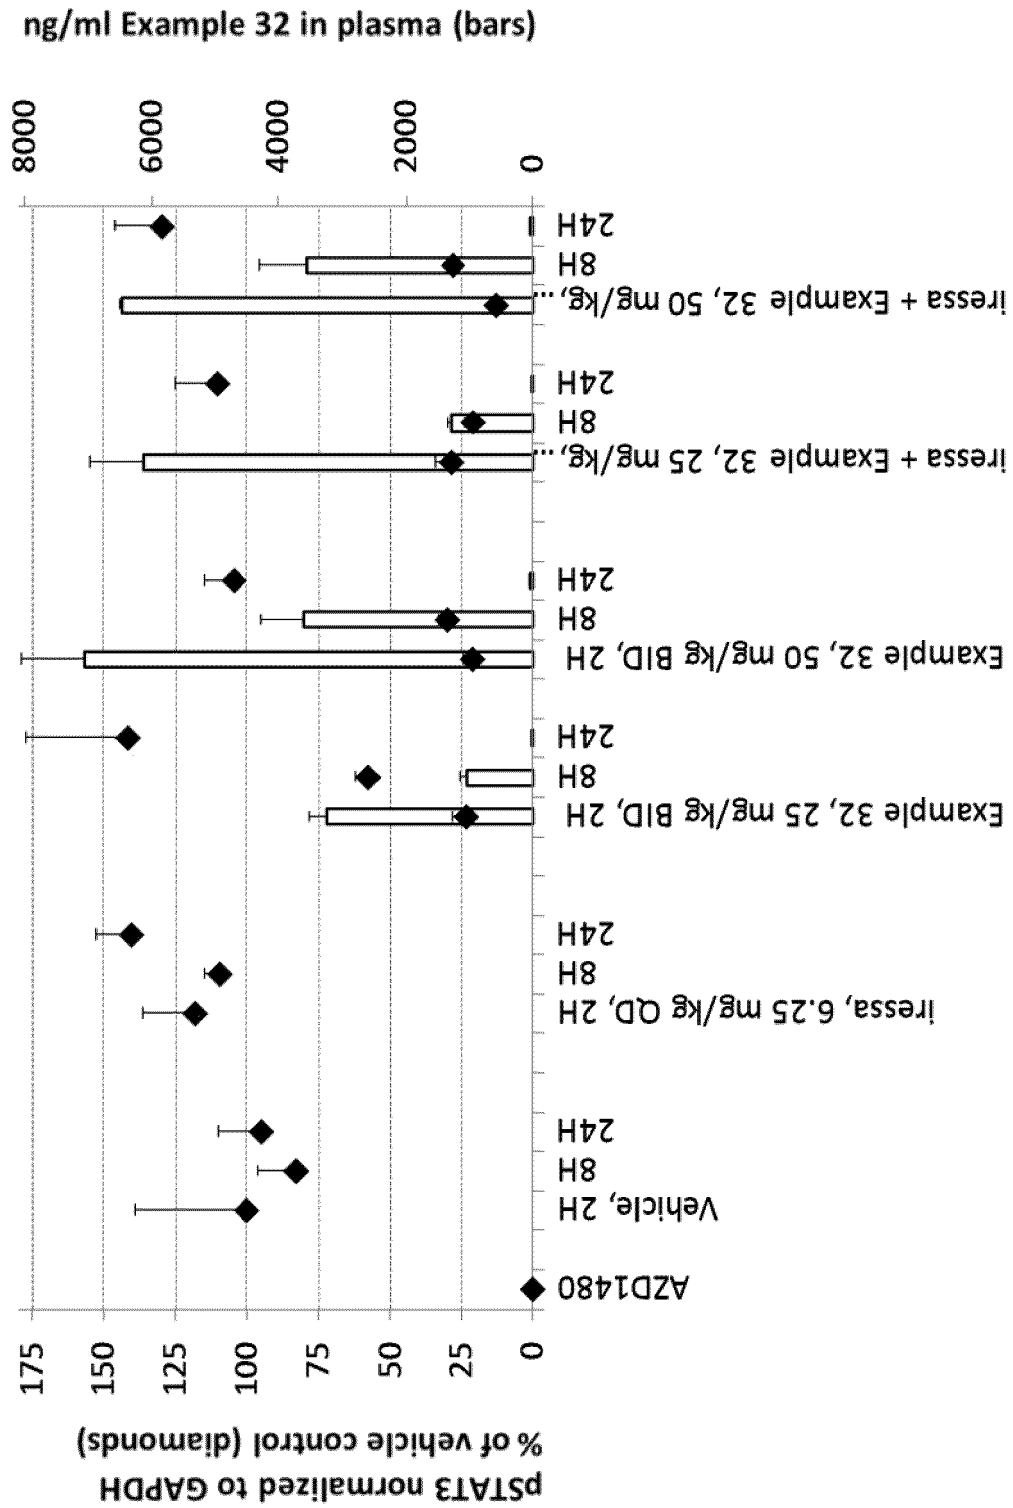 pSTAT3 normalized to GAPDH
% of vehicle control (diamonds)
175
150
125
100
75
50
25
0
AZD1480
Vehicle, 2H
8H
24H
iressa, 6.25 mg/kg QD, 2H
8H
24H
Example 32, 25 mg/kg BID, 2H
8H
24H
Example 32, 50 mg/kg BID, 2H
8H
24H
iressa + Example 32, 25 mg/kg,...
8H
24H
iressa + Example 32, 50 mg/kg,...
8H
24H
8000
6000
4000
2000
0
ng/ml Example 32 in plasma (bars)